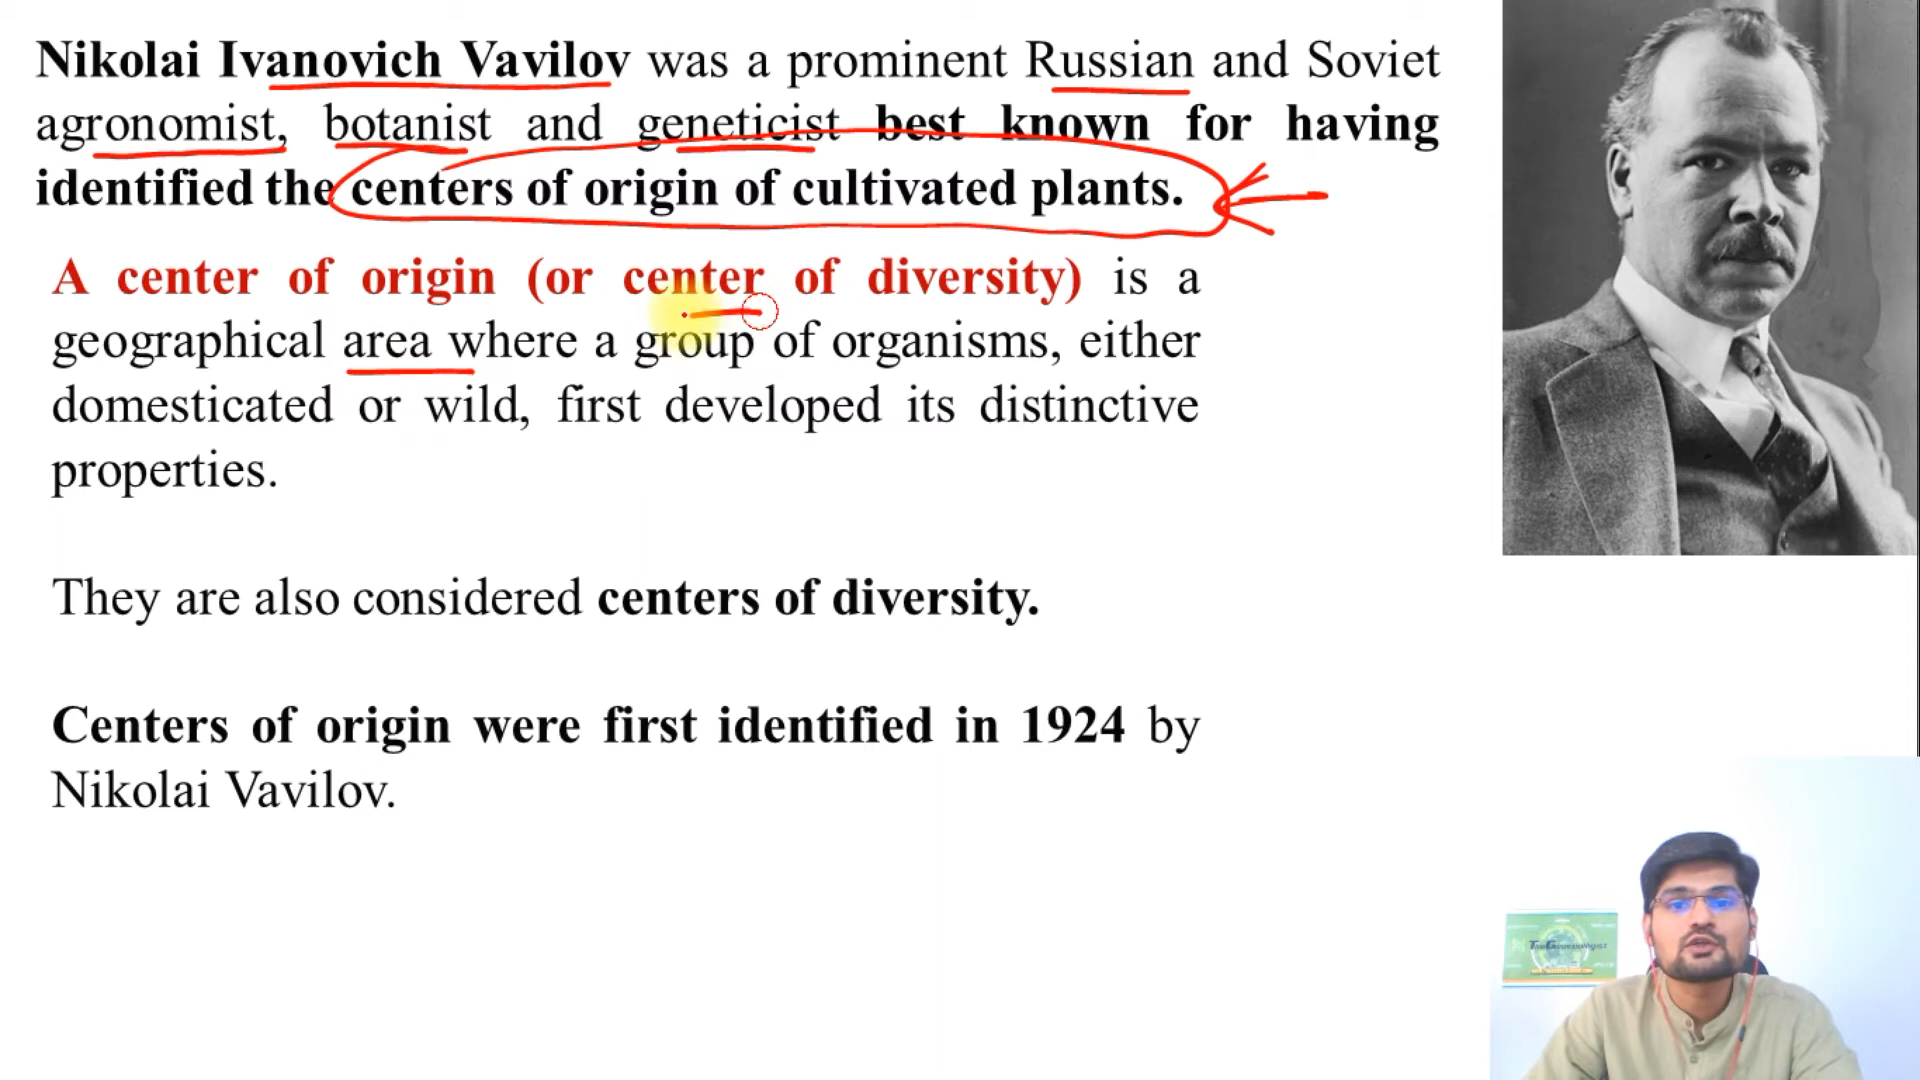 Nikolai Ivanovich Vavilov was a prominent Russian and Soviet
agronomist, botanist and geneticist best known for having
identified the centers of origin of cultivated plants.
A center of origin (or center of diversity) is a
geographical area where a group of organisms, either
domesticated or wild, first developed its distinctive
properties.
They are also considered centers of diversity.
Centers of origin were first identified in 1924 by
Nikolai Vavilov.